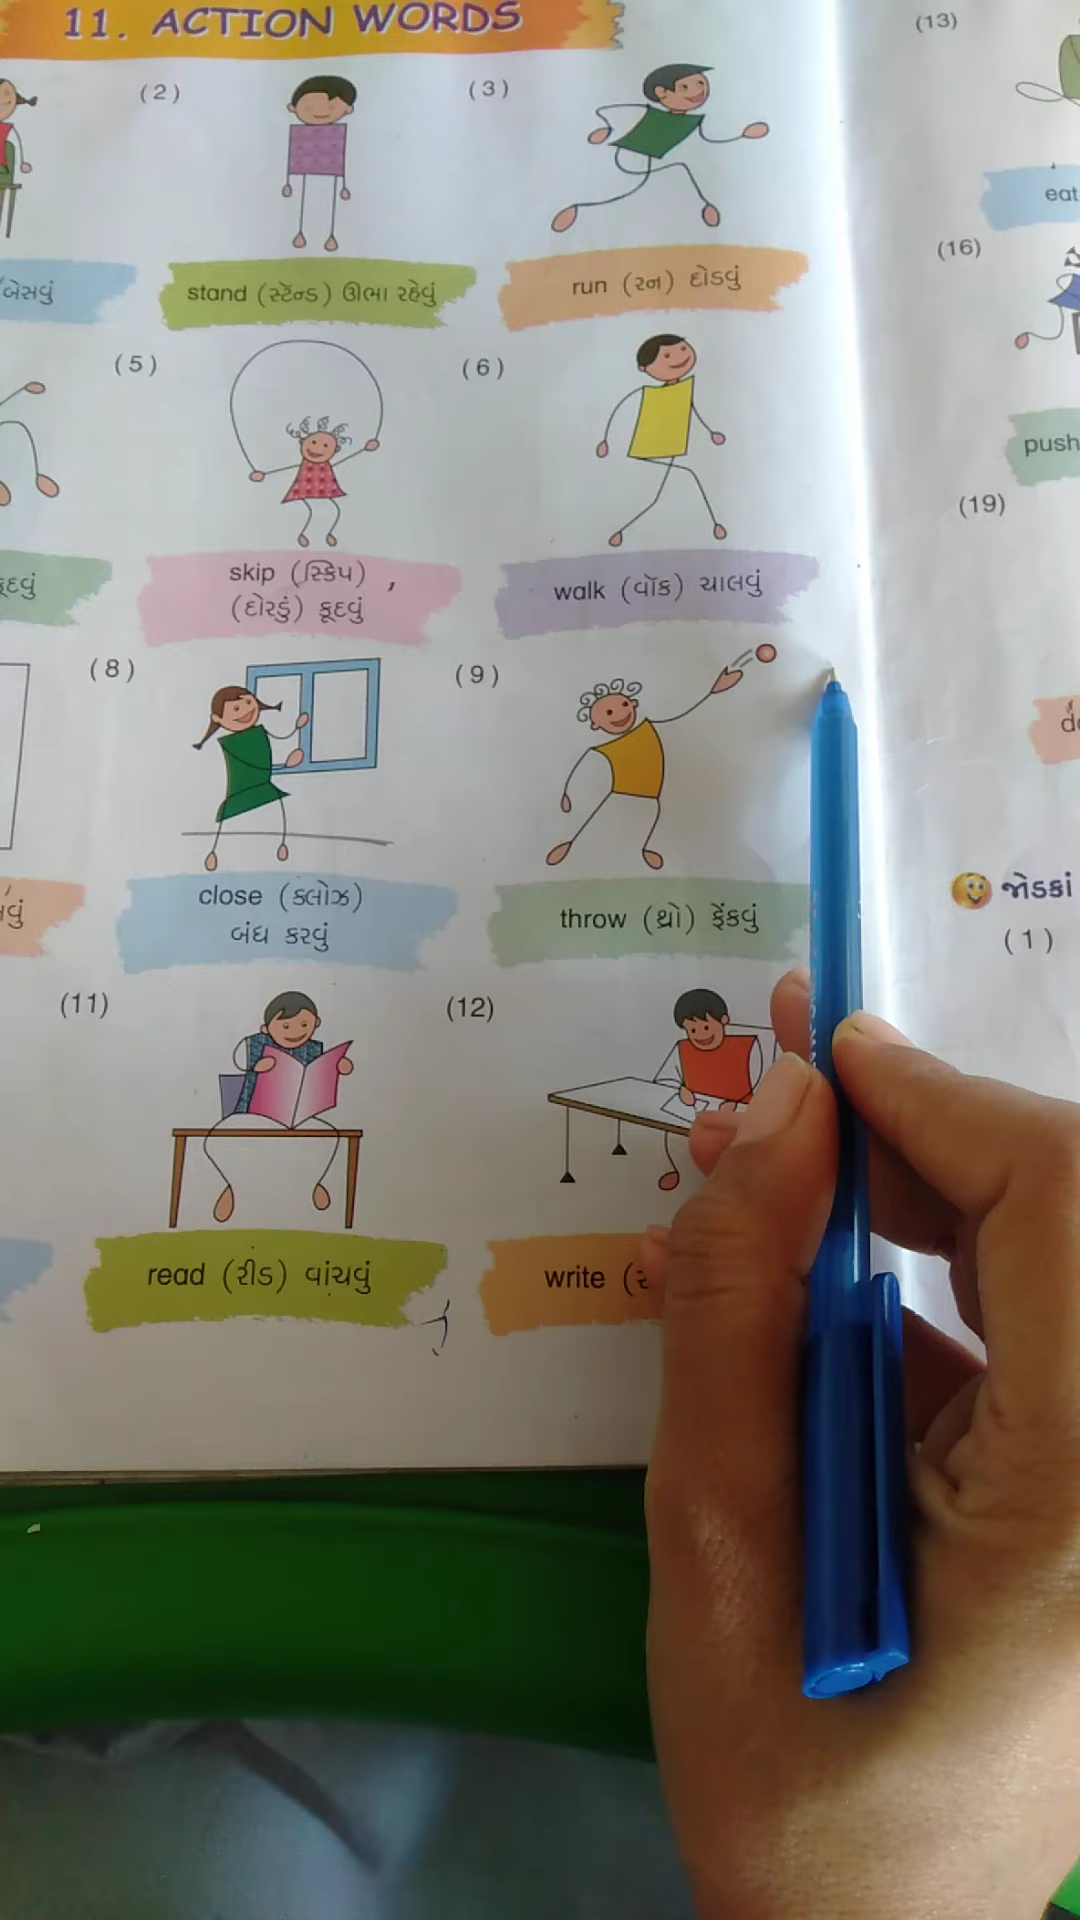 11. ACTION WORDS
(2)
(3)
(13)
બેસવું
stand (સ્ટૅન્ડ) ઊભા રહેવું
run (રન) દોડવું
eat
(5)
(6)
(16)
કૂદવું
skip (સ્કિપ)
(દોરડું) કૂદવું
walk (વૉક) ચાલવું
push
(8)
(9)
(19)
close (ક્લોઝ)
બંધ કરવું
throw (થ્રો) ફેંકવું
જોડકાં
(1)
(11)
(12)
read (રીડ) વાંચવું
write